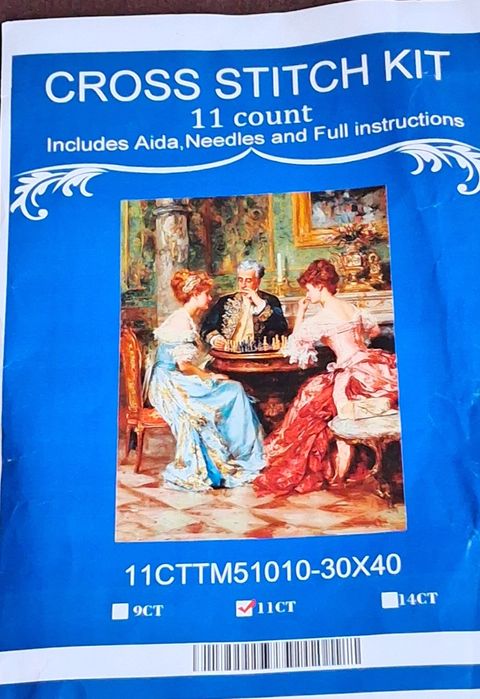 CROSS STITCH KIT
11 count
Includes Aida,Needles and Full instructions
11CTTM51010-30X40
9CT 11CT 14CT